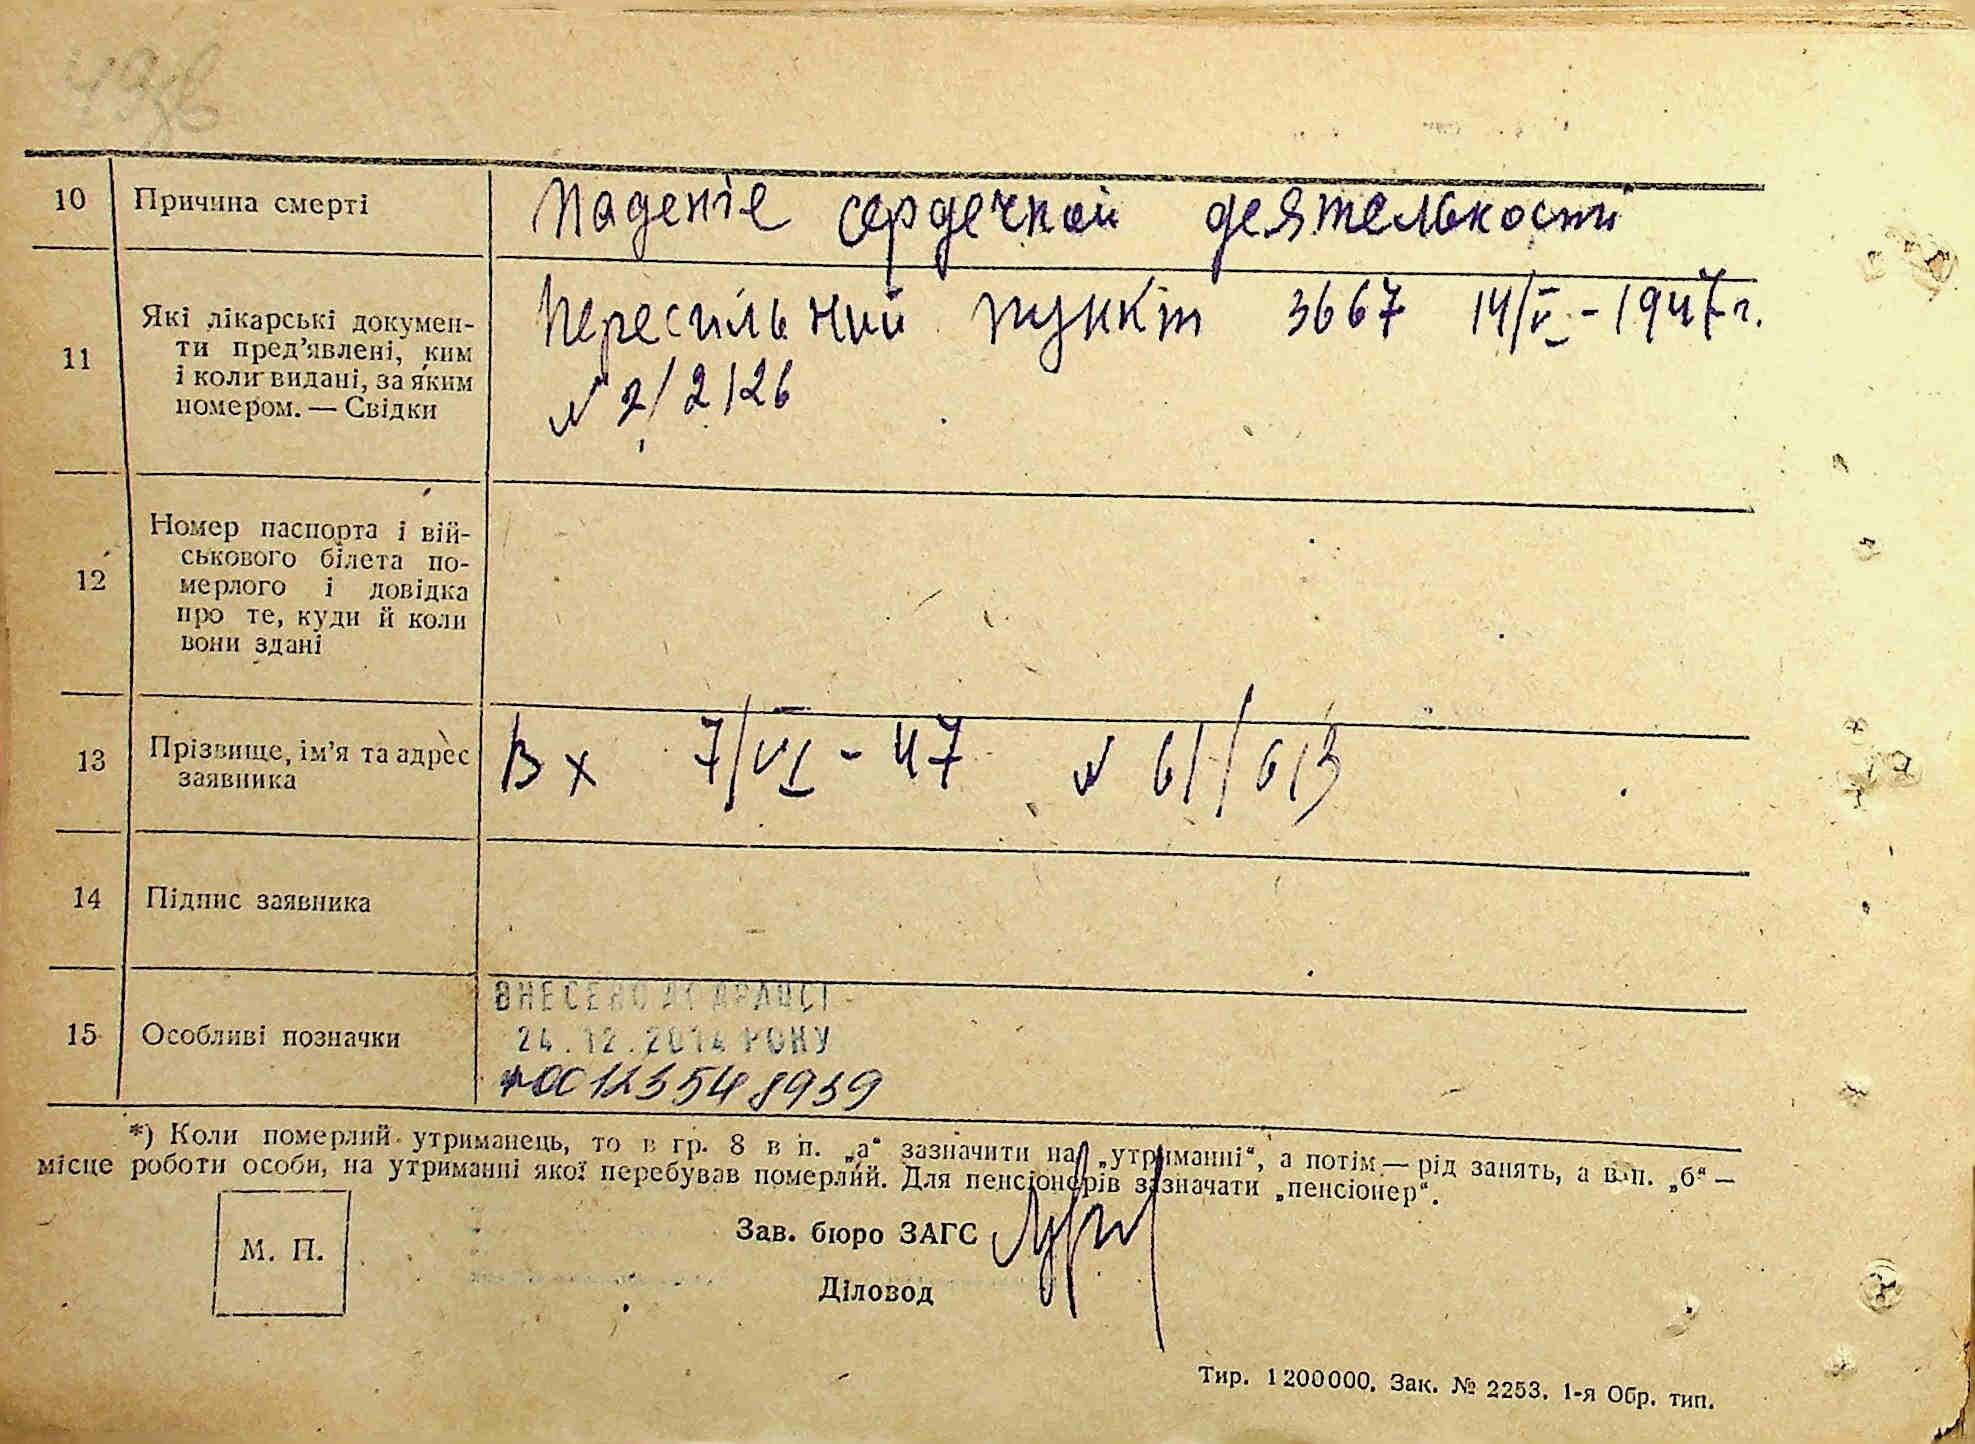 10 Причина смерті Падекіе сердечной деятельности
11 Які лікарські докумен-
ти пред’явлені, ким
і коли видані, за яким
номером. — Свідки
Пересильний пункт 3667 14/V - 1947 г.
№ 2/2126
12 Номер паспорта і вій-
ськового білета по-
мерлого і довідка
про те, куди й коли
вони здані
13 Прізвище, ім’я та адрес
заявника
Вх 7/VI - 47 № 61/613
14 Підпис заявника
15 Особливі позначки
ВНЕСЕНО ДЕРАЦСГ
24.12.2014 РОКУ
00123548939
*) Коли померлий утриманець, то в гр. 8 в п. „а“ зазначити на „утриманні“, а потім — рід занять, а в п. „б“ —
місце роботи особи, на утриманні якої перебував померлий. Для пенсіонерів зазначати „пенсіонер“.
М. П.
Зав. бюро ЗАГС
Діловод
Тир. 1200000. Зак. № 2253. 1-я Обр. тип.